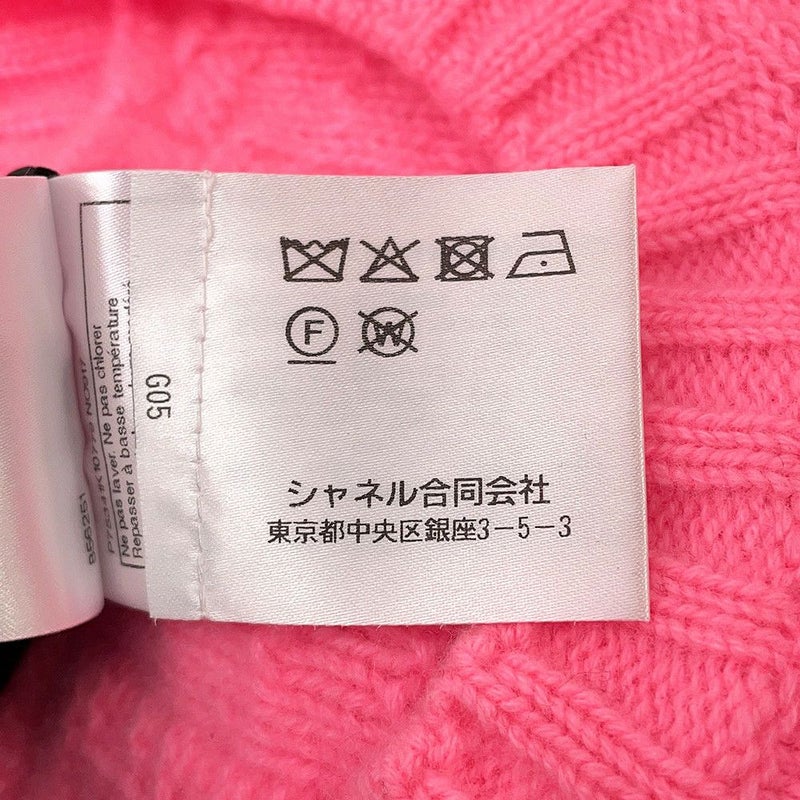 F
W
シャネル合同会社
東京都中央区銀座3-5-3
G05
Ne pas laver. Ne pas chlorer
Repasser à basse température